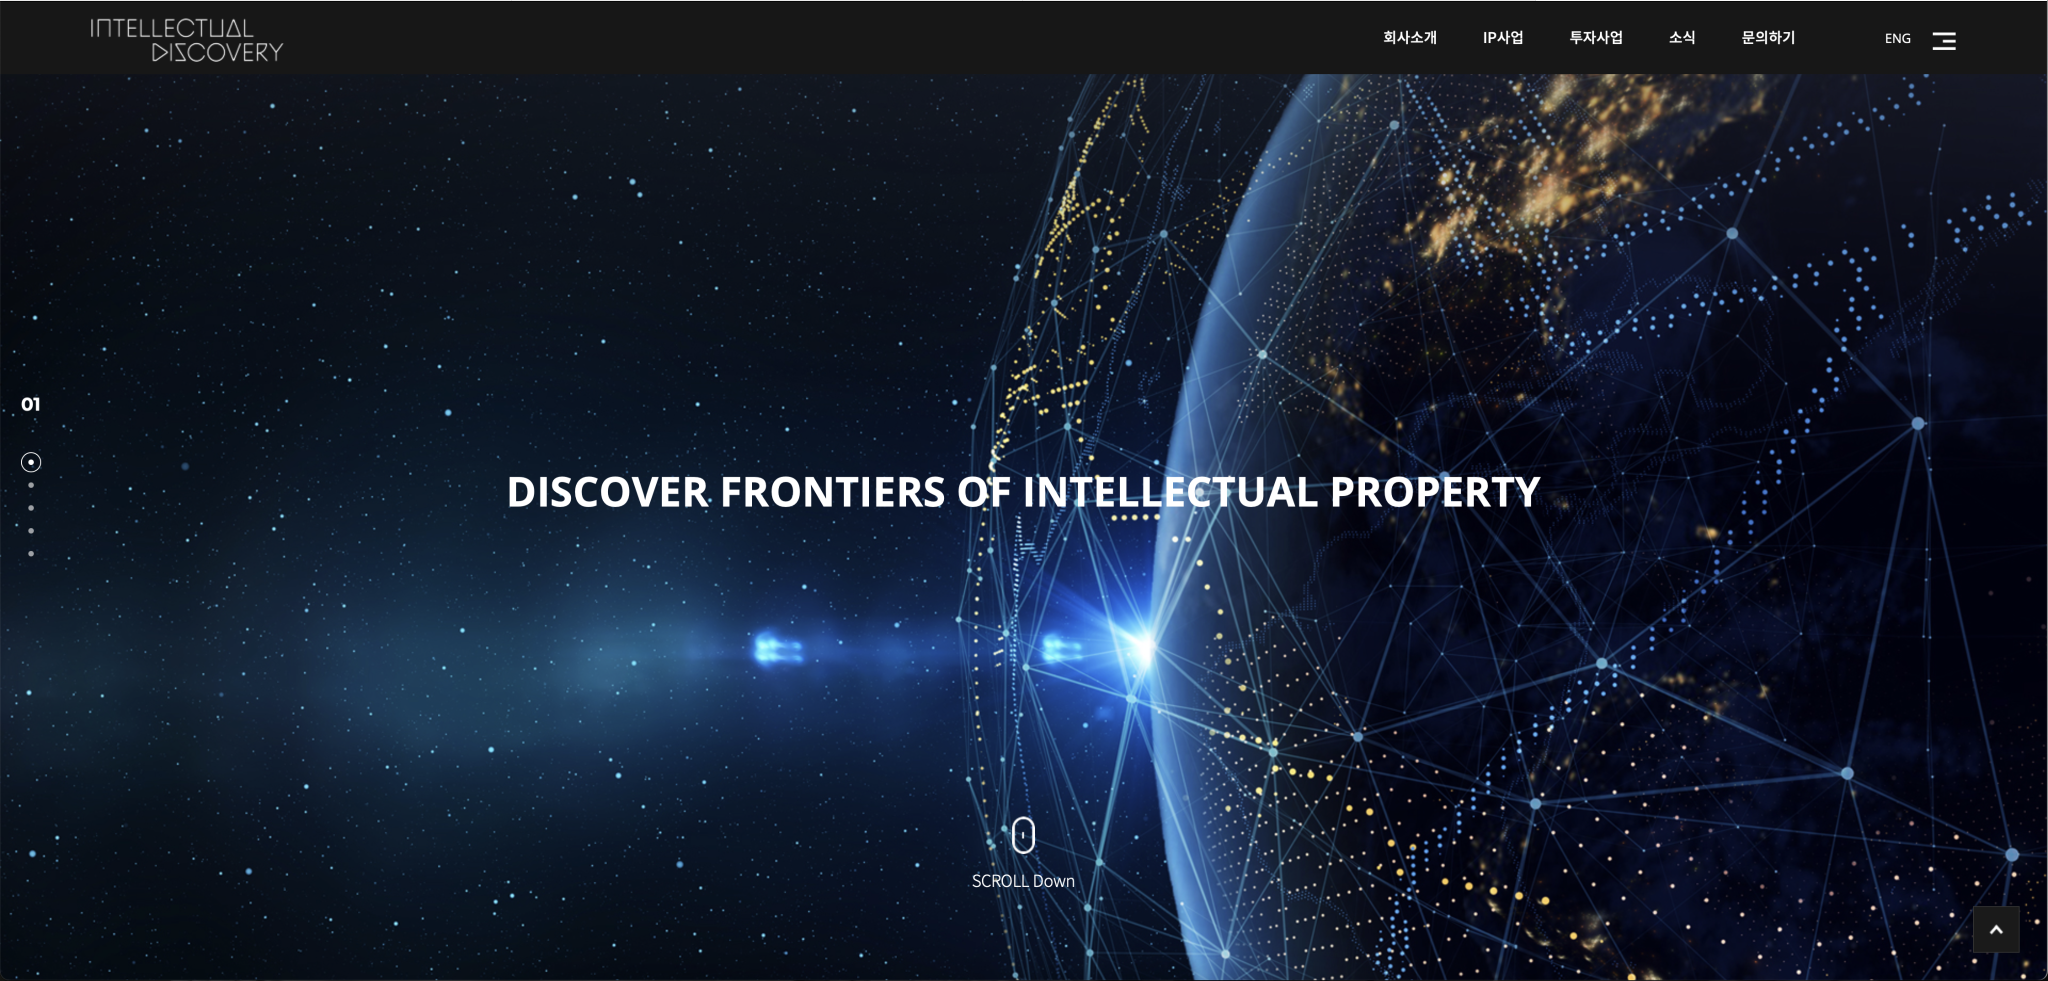 INTELLECTUAL
DISCOVERY
회사소개 IP사업 투자사업 소식 문의하기 ENG
01
DISCOVER FRONTIERS OF INTELLECTUAL PROPERTY
SCROLL Down